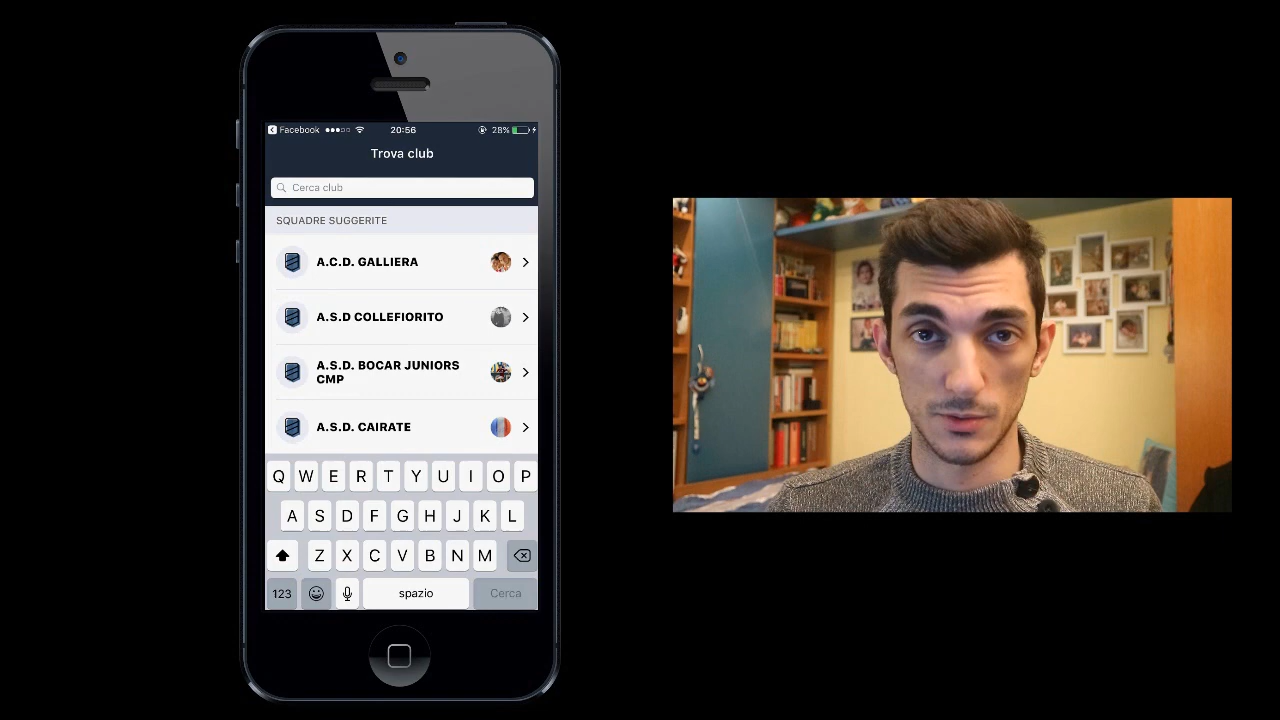 Facebook 20:56 28%
Trova club
Cerca club
SQUADRE SUGGERITE
A.C.D. GALLIERA
A.S.D COLLEFIORITO
A.S.D. BOCAR JUNIORS
CMP
A.S.D. CAIRATE
Q W E R T Y U I O P
A S D F G H J K L
Z X C V B N M
123 spazio Cerca